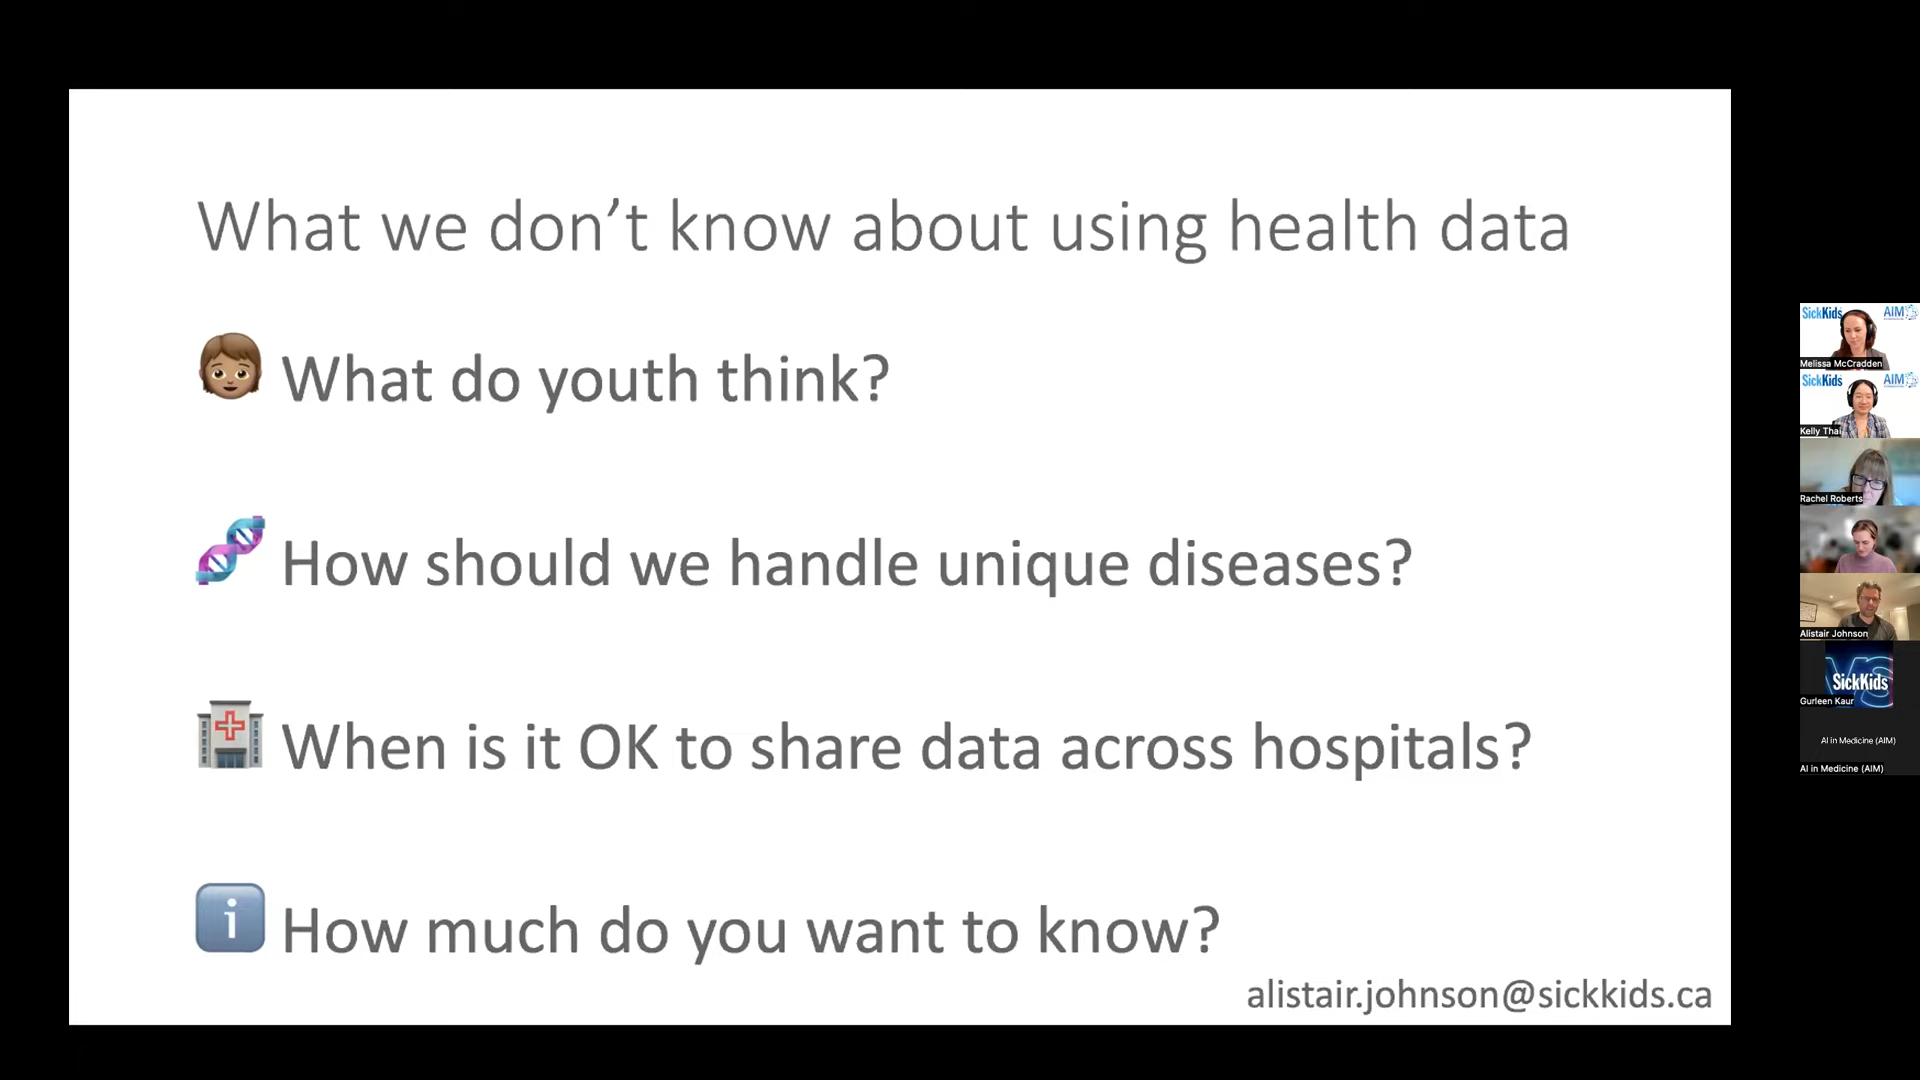 What we don’t know about using health data
What do youth think?
How should we handle unique diseases?
When is it OK to share data across hospitals?
i
How much do you want to know?
alistair.johnson@sickkids.ca
SickKids
AIM
Melissa McCradden
SickKids
AIM
Kelly Thai
Rachel Roberts
Alistair Johnson
VS
SickKids
Gurleen Kaur
AI in Medicine (AIM)
AI in Medicine (AIM)